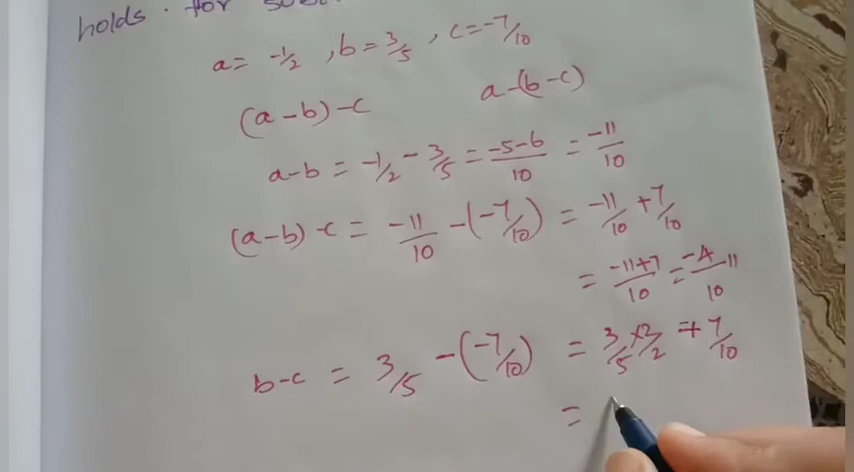 holds. for
a = -1/2 , b = 3/5 , c = -7/10
(a-b)-c a-(b-c)
a-b = -1/2 - 3/5 = -5-6/10 = -11/10
(a-b)-c = -11/10 - (-7/10) = -11/10 + 7/10
= -11+7/10 = -4/10 11
b-c = 3/5 - (-7/10) = 3/5 × 2/2 + 7/10
=